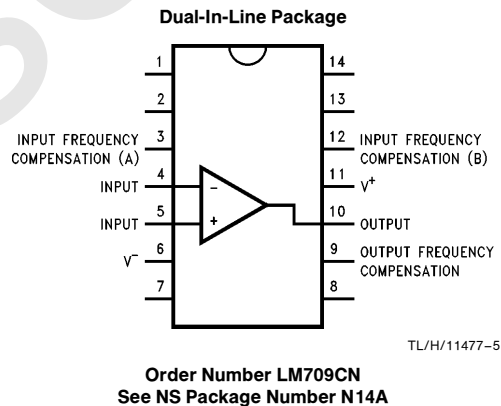 Dual-In-Line Package
1
14
2
13
INPUT FREQUENCY
COMPENSATION (A)
3
12
INPUT FREQUENCY
COMPENSATION (B)
INPUT
4
−
11
V+
INPUT
5
+
10
OUTPUT
V−
6
9
OUTPUT FREQUENCY
COMPENSATION
7
8
TL/H/11477–5
Order Number LM709CN
See NS Package Number N14A